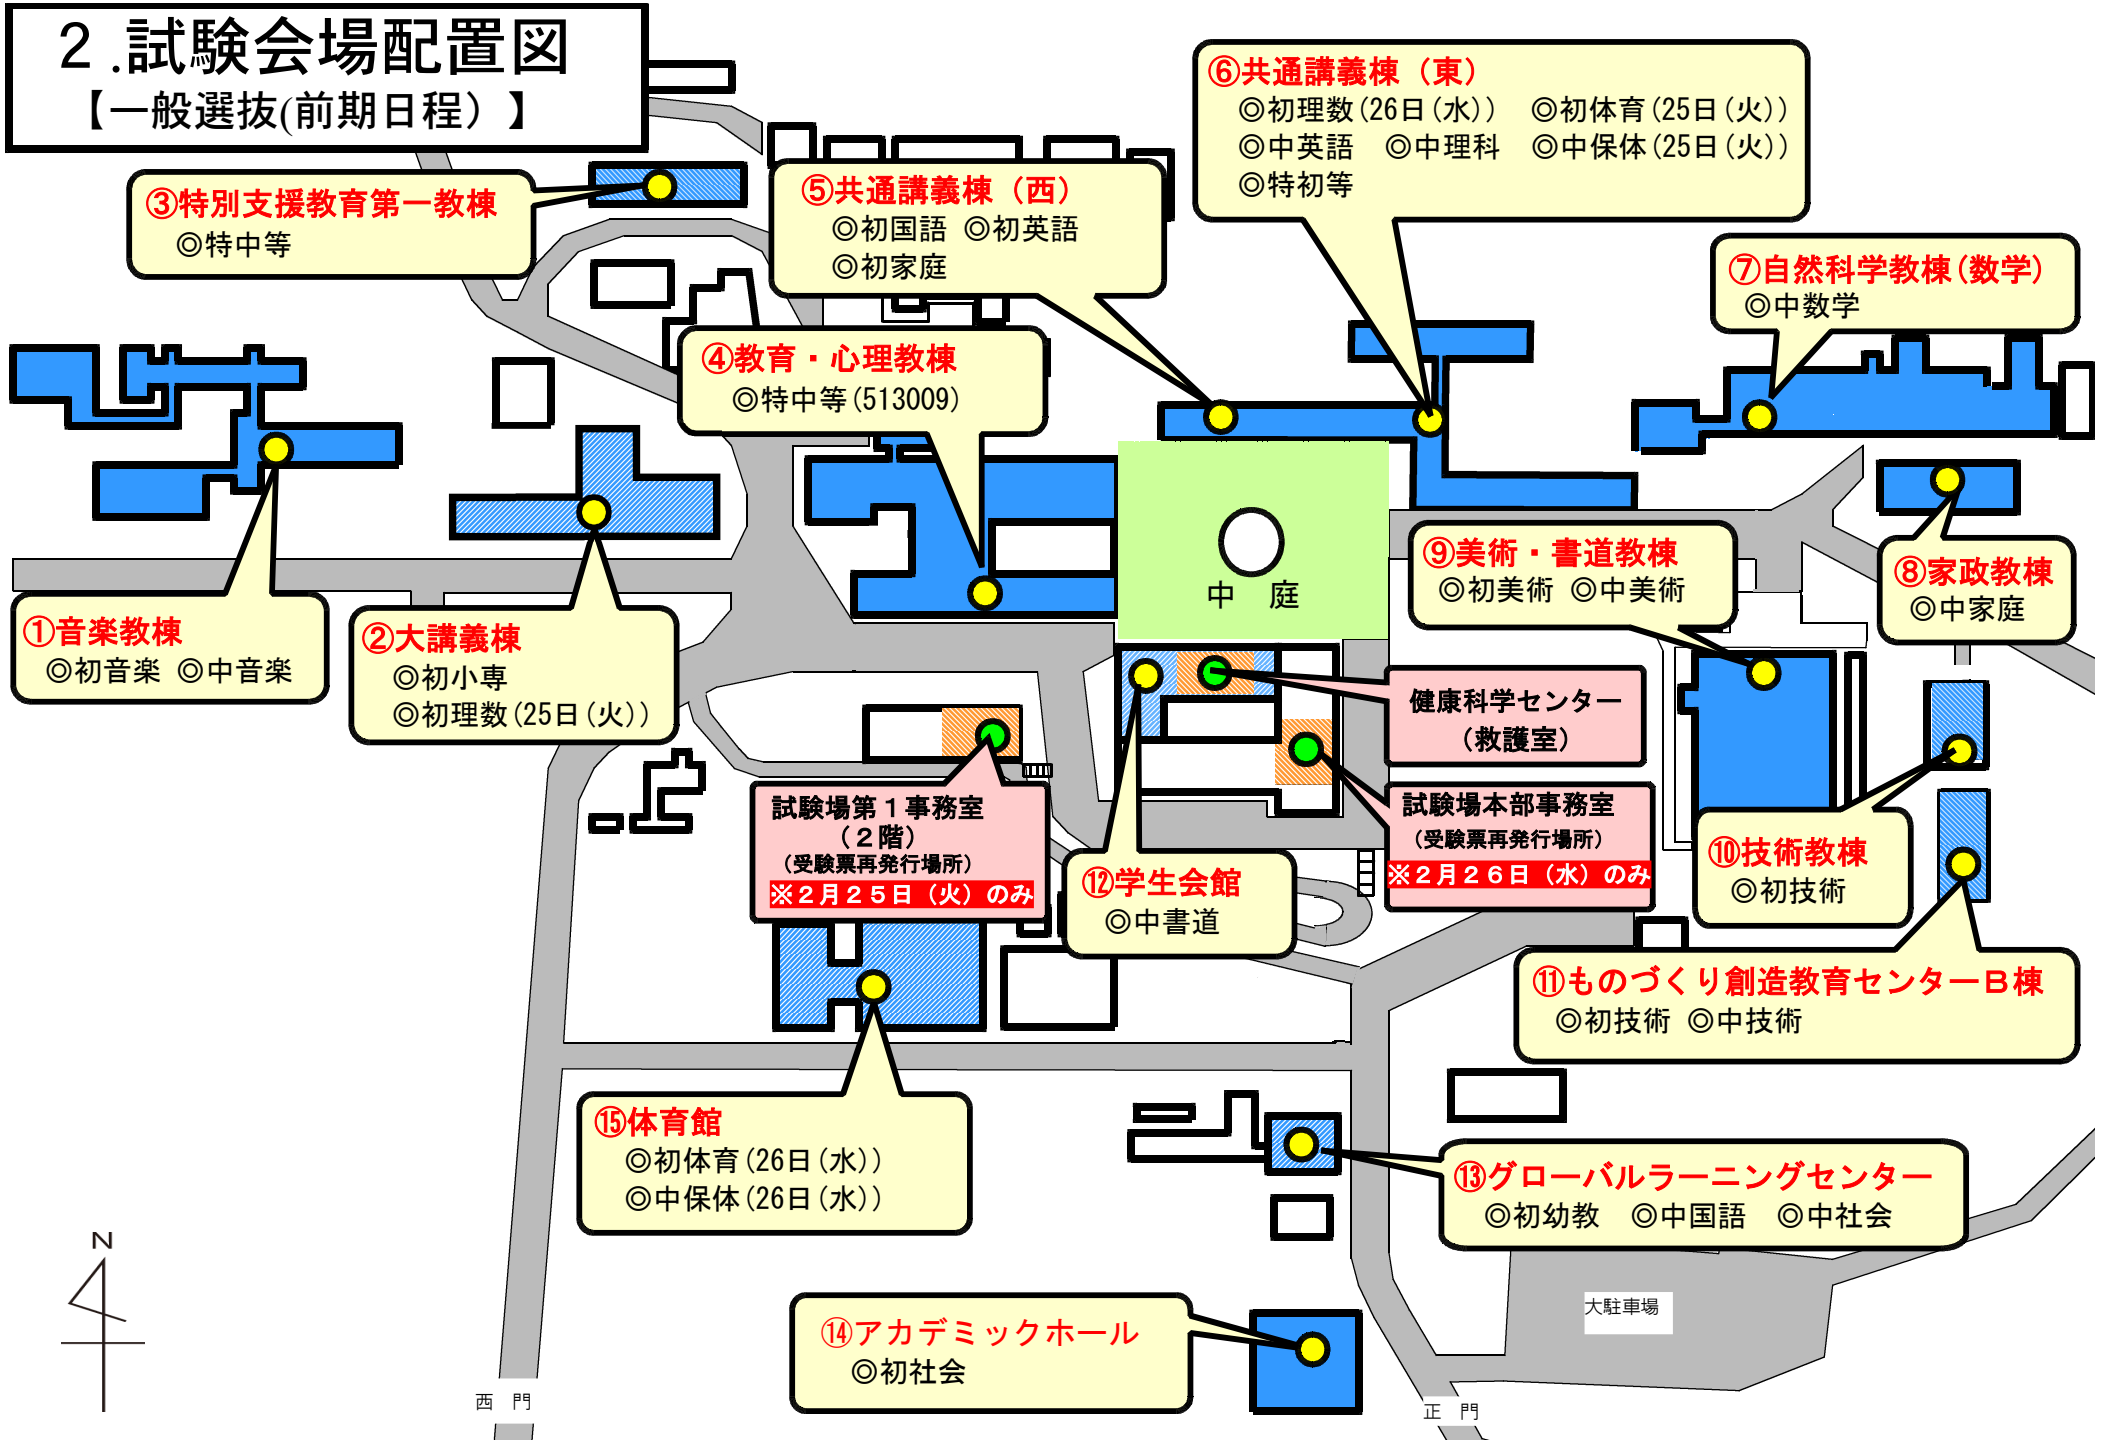 ２.試験会場配置図
【一般選抜(前期日程）】
③特別支援教育第一教棟
◎特中等
⑤共通講義棟（西）
◎初国語 ◎初英語
◎初家庭
⑥共通講義棟（東）
◎初理数(26日(水)) ◎初体育(25日(火))
◎中英語 ◎中理科 ◎中保体(25日(火))
◎特初等
⑦自然科学教棟(数学)
◎中数学
④教育・心理教棟
◎特中等(513009)
①音楽教棟
◎初音楽 ◎中音楽
②大講義棟
◎初小専
◎初理数(25日(火))
中 庭
⑨美術・書道教棟
◎初美術 ◎中美術
⑧家政教棟
◎中家庭
健康科学センター
（救護室）
試験場第１事務室
（２階）
（受験票再発行場所）
※２月２５日（火）のみ
試験場本部事務室
（受験票再発行場所）
※２月２６日（水）のみ
⑫学生会館
◎中書道
⑩技術教棟
◎初技術
⑪ものづくり創造教育センターＢ棟
◎初技術 ◎中技術
⑮体育館
◎初体育(26日(水))
◎中保体(26日(水))
⑬グローバルラーニングセンター
◎初幼教 ◎中国語 ◎中社会
⑭アカデミックホール
◎初社会
大駐車場
N
西 門
正 門